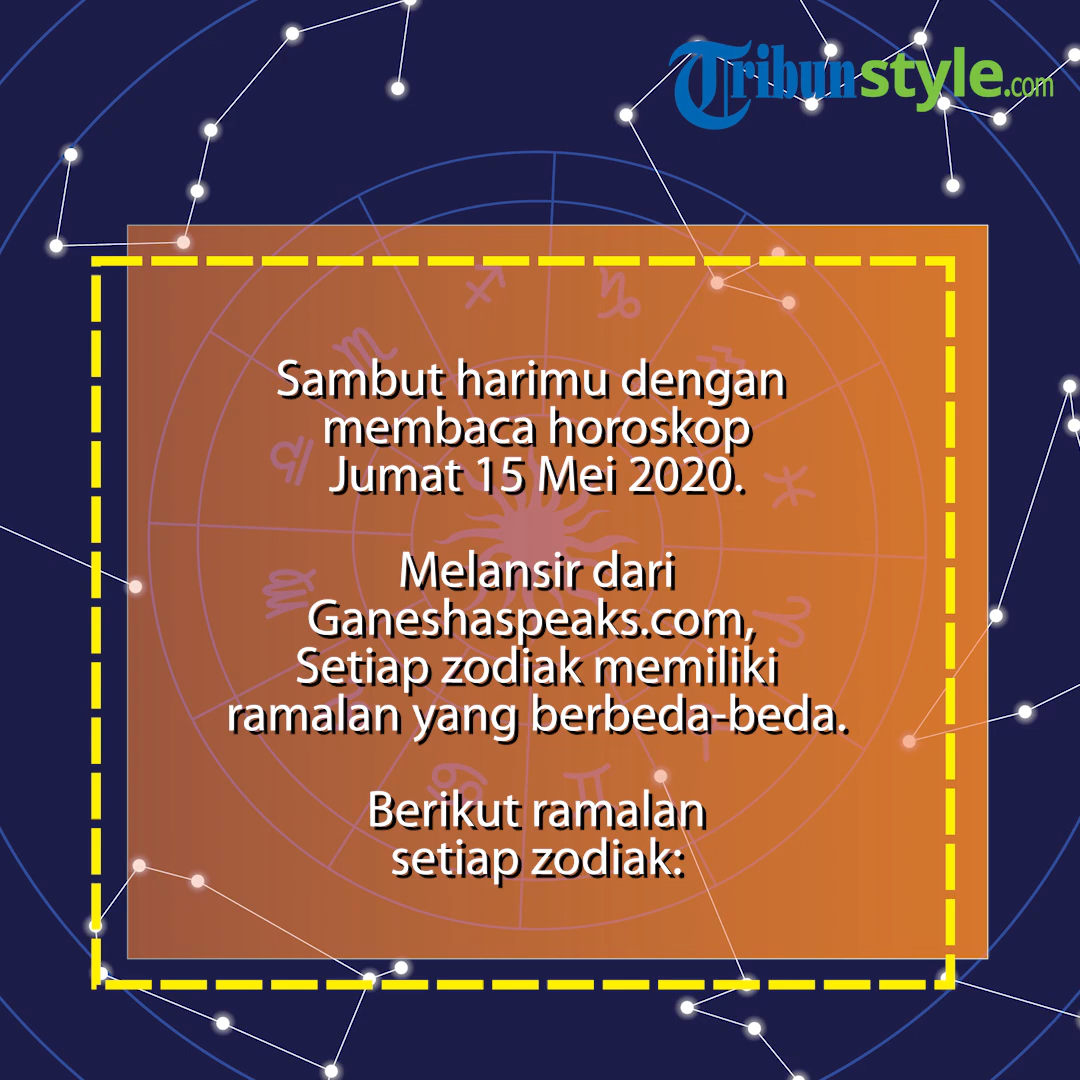 Tribunstyle.com
Sambut harimu dengan
membaca horoskop
Jumat 15 Mei 2020.
Melansir dari
Ganeshaspeaks.com,
Setiap zodiak memiliki
ramalan yang berbeda-beda.
Berikut ramalan
setiap zodiak: